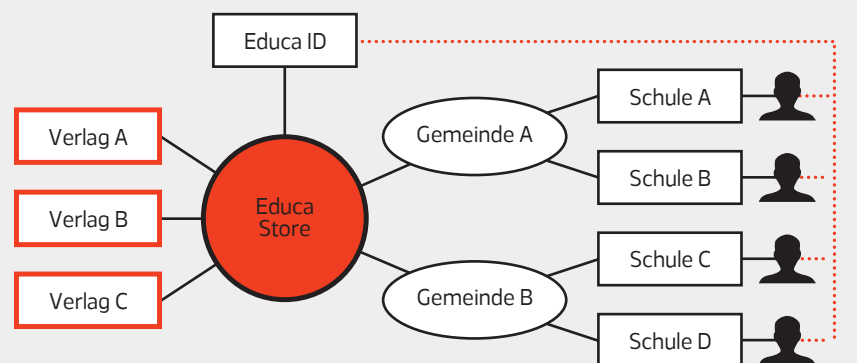 Educa ID
Verlag A
Verlag B
Verlag C
Educa
Store
Gemeinde A
Gemeinde B
Schule A
Schule B
Schule C
Schule D